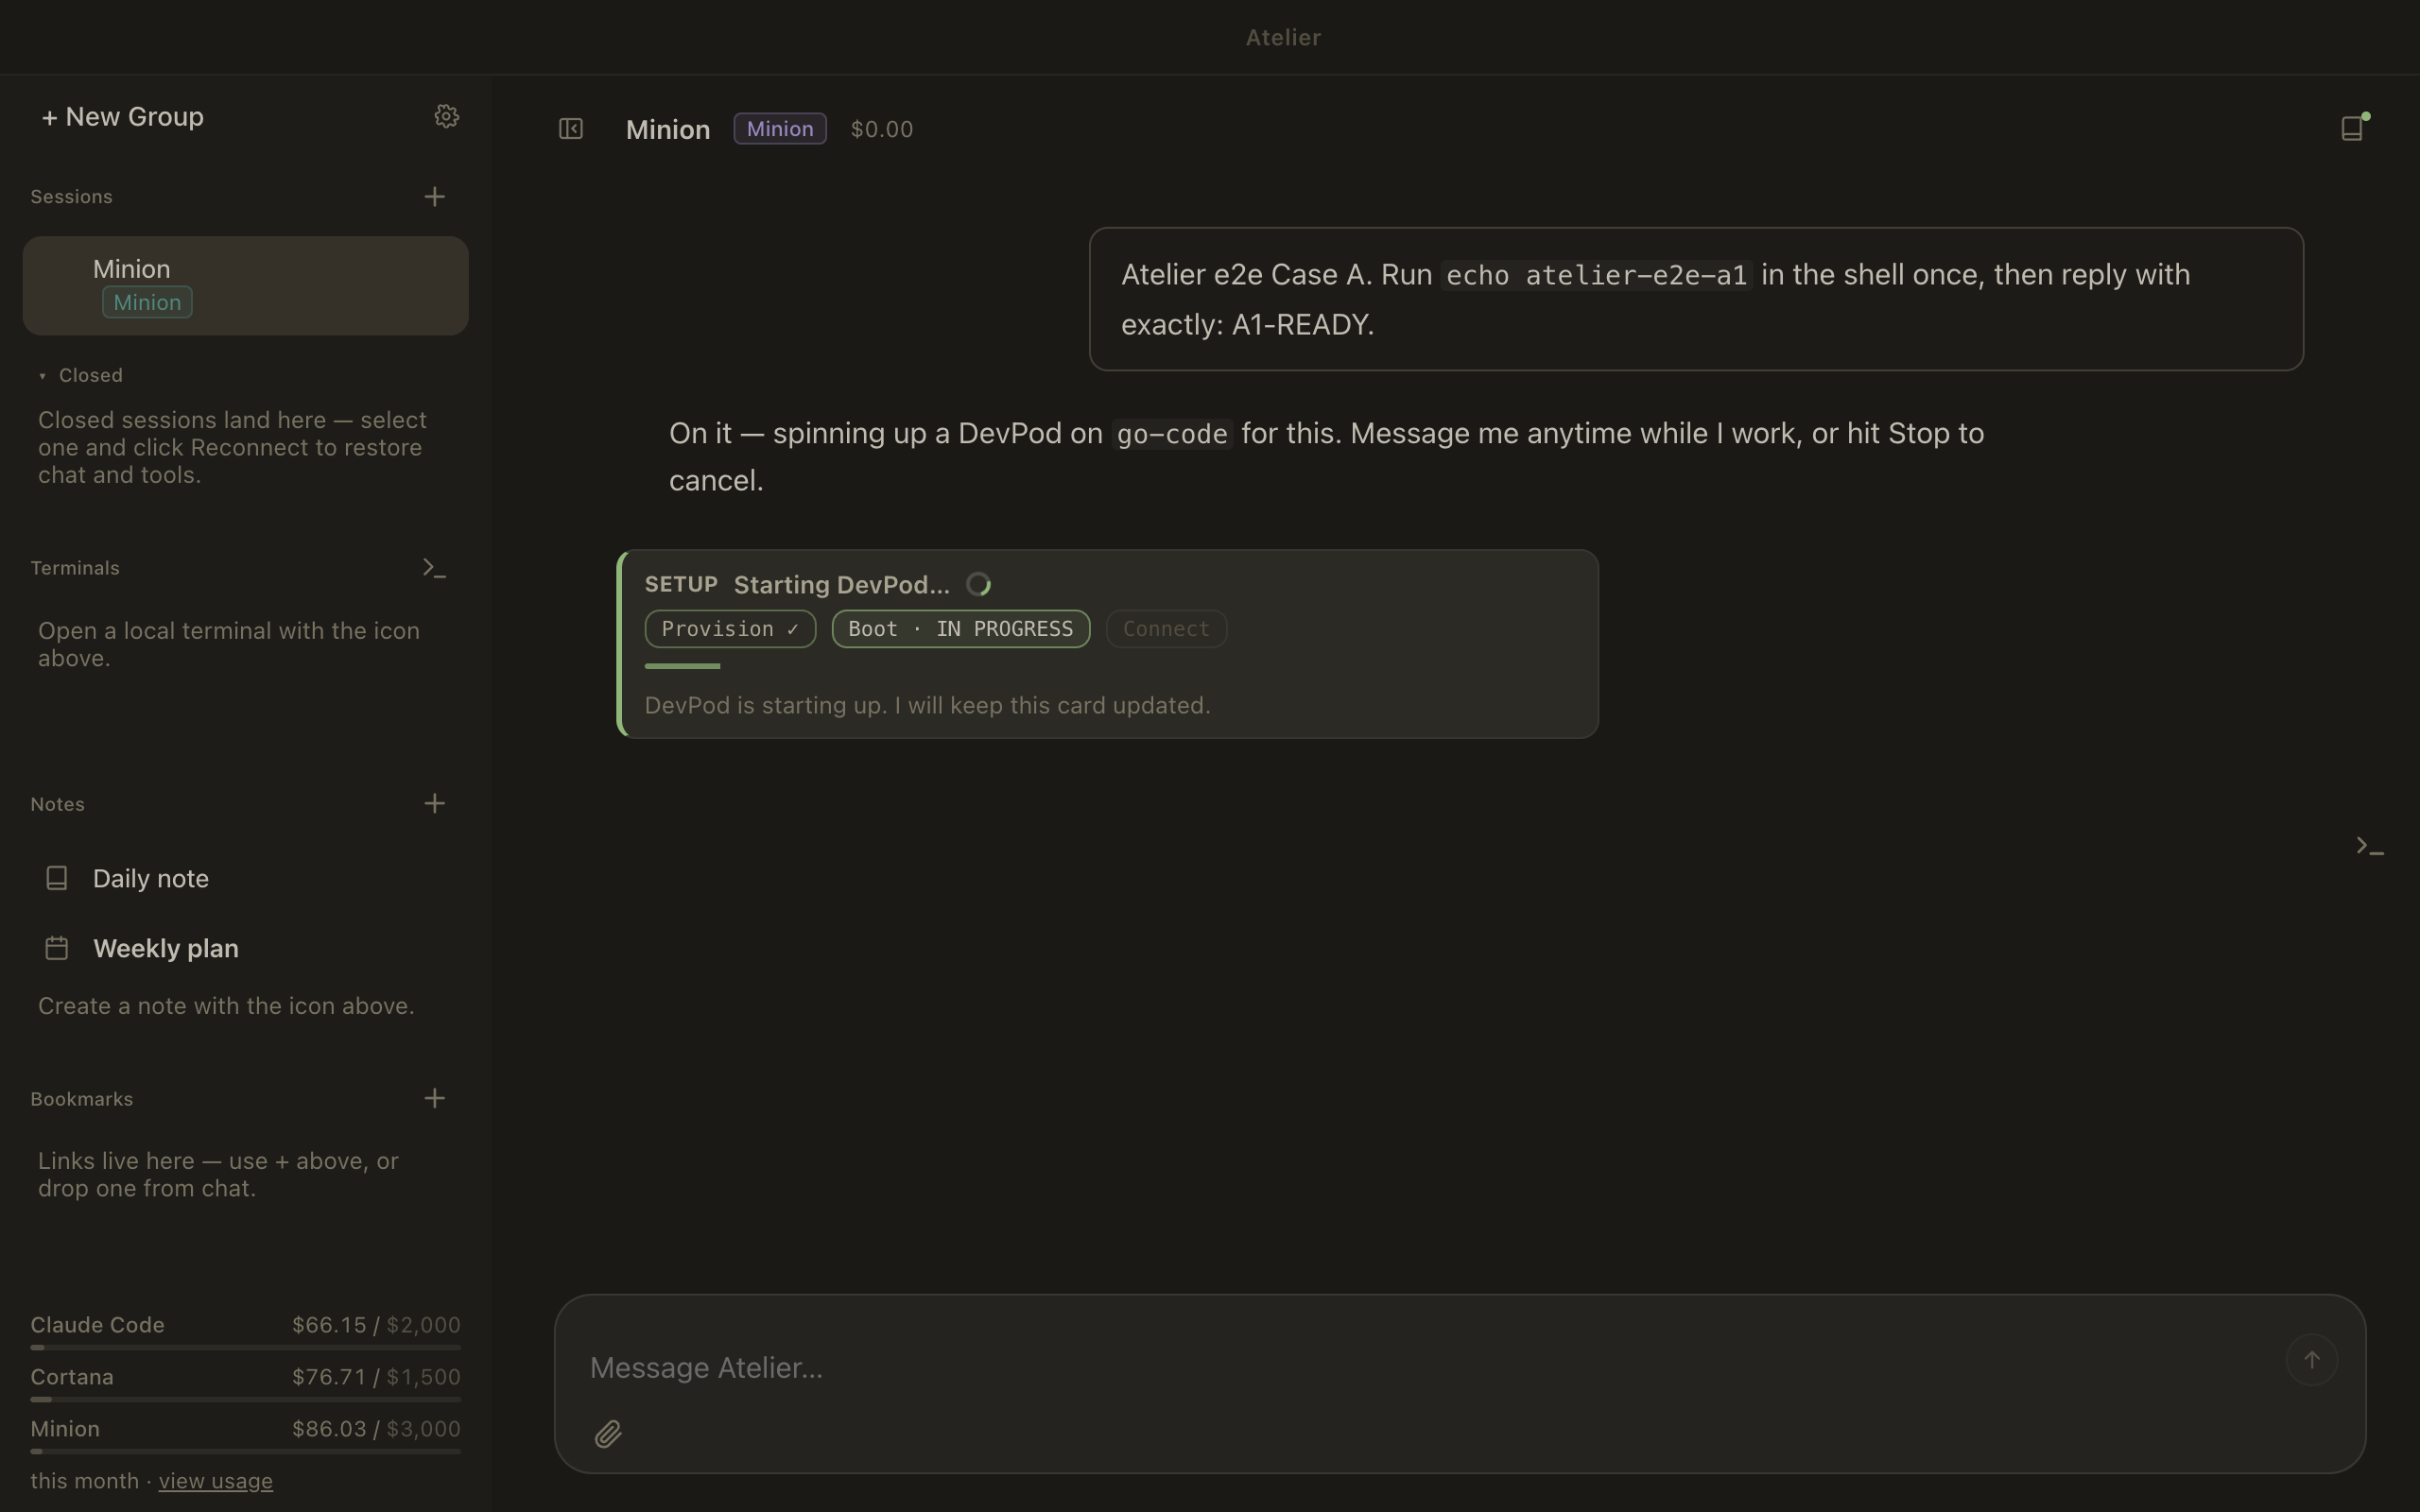 Atelier
+ New Group
Sessions
Minion
Minion
▾ Closed
Closed sessions land here — select
one and click Reconnect to restore
chat and tools.
Terminals
Open a local terminal with the icon
above.
Notes
Daily note
Weekly plan
Create a note with the icon above.
Bookmarks
Links live here — use + above, or
drop one from chat.
Claude Code $66.15 / $2,000
Cortana $76.71 / $1,500
Minion $86.03 / $3,000
this month · view usage
Minion Minion $0.00
Atelier e2e Case A. Run echo atelier-e2e-a1 in the shell once, then reply with
exactly: A1-READY.
On it — spinning up a DevPod on go-code for this. Message me anytime while I work, or hit Stop to
cancel.
SETUP Starting DevPod...
Provision ✓ Boot · IN PROGRESS Connect
DevPod is starting up. I will keep this card updated.
Message Atelier...